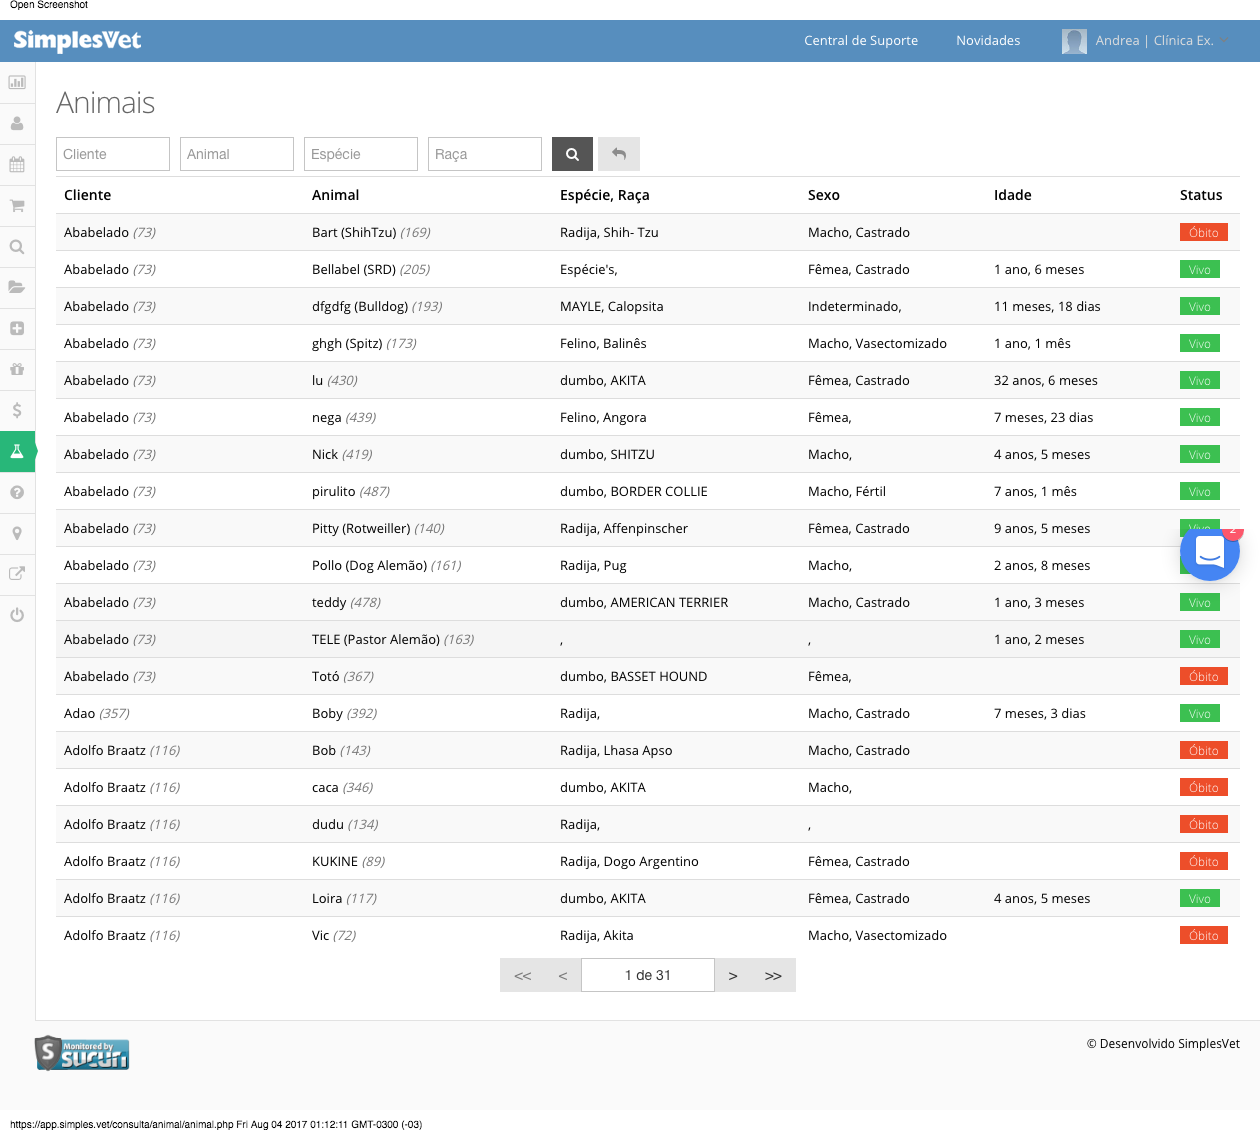 Open Screenshot
SimplesVet Central de Suporte Novidades Andrea | Clínica Ex.
Animais
Cliente Animal Espécie Raça
Cliente Animal Espécie, Raça Sexo Idade Status
Ababelado (73) Bart (ShihTzu) (169) Radija, Shih- Tzu Macho, Castrado Óbito
Ababelado (73) Bellabel (SRD) (205) Espécie's, Fêmea, Castrado 1 ano, 6 meses Vivo
Ababelado (73) dfgdfg (Bulldog) (193) MAYLE, Calopsita Indeterminado, 11 meses, 18 dias Vivo
Ababelado (73) ghgh (Spitz) (173) Felino, Balinês Macho, Vasectomizado 1 ano, 1 mês Vivo
Ababelado (73) lu (430) dumbo, AKITA Fêmea, Castrado 32 anos, 6 meses Vivo
Ababelado (73) nega (439) Felino, Angora Fêmea, 7 meses, 23 dias Vivo
Ababelado (73) Nick (419) dumbo, SHITZU Macho, 4 anos, 5 meses Vivo
Ababelado (73) pirulito (487) dumbo, BORDER COLLIE Macho, Fértil 7 anos, 1 mês Vivo
Ababelado (73) Pitty (Rotweiller) (140) Radija, Affenpinscher Fêmea, Castrado 9 anos, 5 meses Vivo
2
Ababelado (73) Pollo (Dog Alemão) (161) Radija, Pug Macho, 2 anos, 8 meses
Ababelado (73) teddy (478) dumbo, AMERICAN TERRIER Macho, Castrado 1 ano, 3 meses Vivo
Ababelado (73) TELE (Pastor Alemão) (163) , , 1 ano, 2 meses Vivo
Ababelado (73) Totó (367) dumbo, BASSET HOUND Fêmea, Óbito
Adao (357) Boby (392) Radija, Macho, Castrado 7 meses, 3 dias Vivo
Adolfo Braatz (116) Bob (143) Radija, Lhasa Apso Macho, Castrado Óbito
Adolfo Braatz (116) caca (346) dumbo, AKITA Macho, Óbito
Adolfo Braatz (116) dudu (134) Radija, , Óbito
Adolfo Braatz (116) KUKINE (89) Radija, Dogo Argentino Fêmea, Castrado Óbito
Adolfo Braatz (116) Loira (117) dumbo, AKITA Fêmea, Castrado 4 anos, 5 meses Vivo
Adolfo Braatz (116) Vic (72) Radija, Akita Macho, Vasectomizado Óbito
<< < 1 de 31 > >>
S Monitored by
sucuri
© Desenvolvido SimplesVet
https://app.simples.vet/consulta/animal/animal.php Fri Aug 04 2017 01:12:11 GMT-0300 (-03)